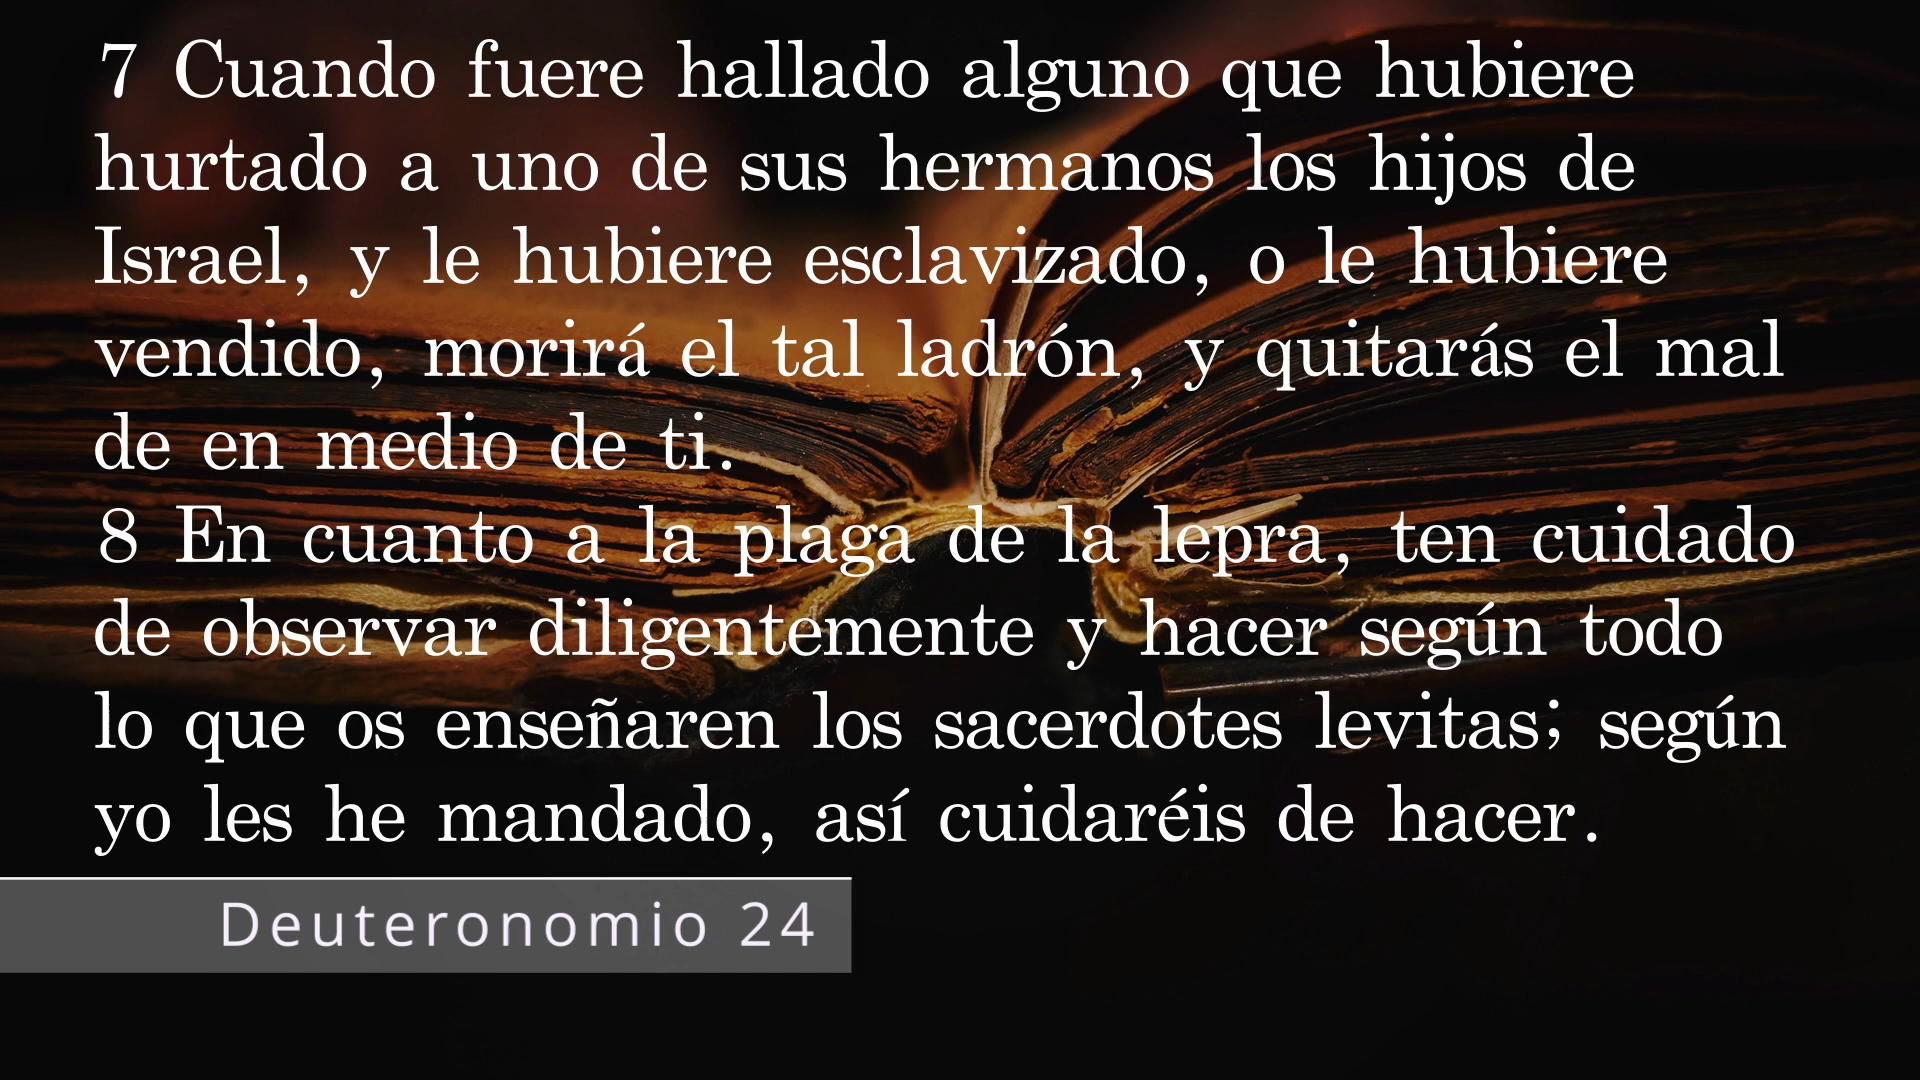 7 Cuando fuere hallado alguno que hubiere
hurtado a uno de sus hermanos los hijos de
Israel, y le hubiere esclavizado, o le hubiere
vendido, morirá el tal ladrón, y quitarás el mal
de en medio de ti.
8 En cuanto a la plaga de la lepra, ten cuidado
de observar diligentemente y hacer según todo
lo que os enseñaren los sacerdotes levitas; según
yo les he mandado, así cuidaréis de hacer.
Deuteronomio 24